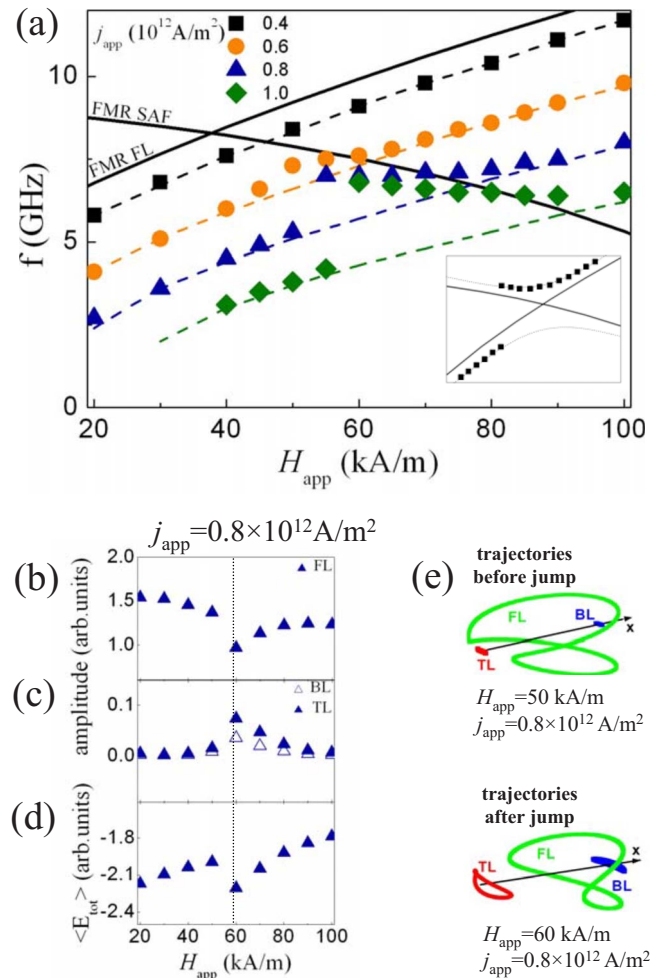 (a)
j_app (10^12 A/m^2)
0.4
0.6
0.8
1.0
FMR SAF
FMR FL
f (GHz)
10
5
0
20 40 60 80 100
H_app (kA/m)
j_app=0.8×10^12A/m^2
(b)
FL
2.0
1.5
1.0
(c)
BL
TL
0.1
0.0
amplitude (arb.units)
(d)
-1.8
-2.1
-2.4
<E_tot> (arb.units)
20 40 60 80 100
H_app (kA/m)
(e)
trajectories
before jump
FL
BL
x
TL
H_app=50 kA/m
j_app=0.8×10^12 A/m^2
trajectories
after jump
TL
FL
x
BL
H_app=60 kA/m
j_app=0.8×10^12 A/m^2